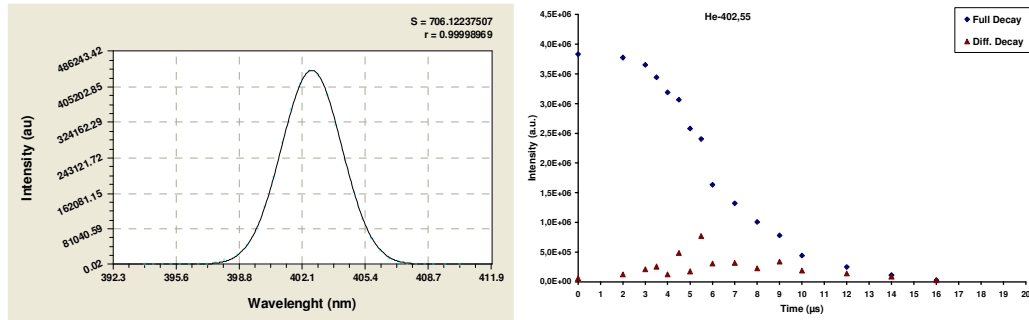 S = 706.12237507
r = 0.99998969
486243.42
405202.85
324162.29
243121.72
162081.15
81040.59
0.02
392.3 395.6 398.8 402.1 405.4 408.7 411.9
Intensity (au)
Wavelenght (nm)
He-402,55
Full Decay
Diff. Decay
4,5E+06
4,0E+06
3,5E+06
3,0E+06
2,5E+06
2,0E+06
1,5E+06
1,0E+06
5,0E+05
0,0E+00
0 1 2 3 4 5 6 7 8 9 10 11 12 13 14 15 16 17 18 19 20
Intensity (a.u.)
Time (µs)